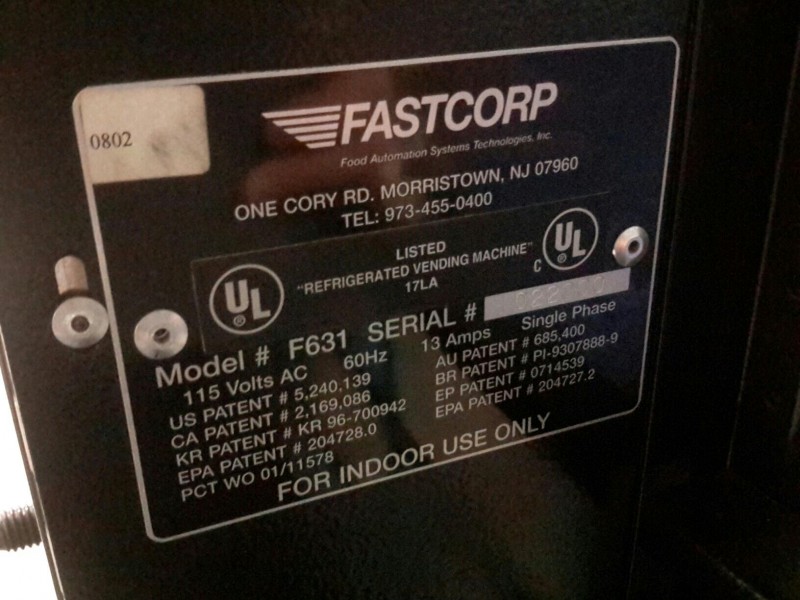 0802
FASTCORP
Food Automation Systems Technologies, Inc.
ONE CORY RD. MORRISTOWN, NJ 07960
TEL: 973-455-0400
LISTED
UL ® "REFRIGERATED VENDING MACHINE" C UL ®
17LA
Model # F631 SERIAL #
115 Volts AC 60Hz 13 Amps Single Phase
US PATENT # 5,240,139 AU PATENT # 685,400
CA PATENT # 2,169,086 BR PATENT # PI-9307888-9
KR PATENT # KR 96-700942 EP PATENT # 0714539
EPA PATENT # 204728.0 EPA PATENT # 204727.2
PCT WO 01/11578
FOR INDOOR USE ONLY